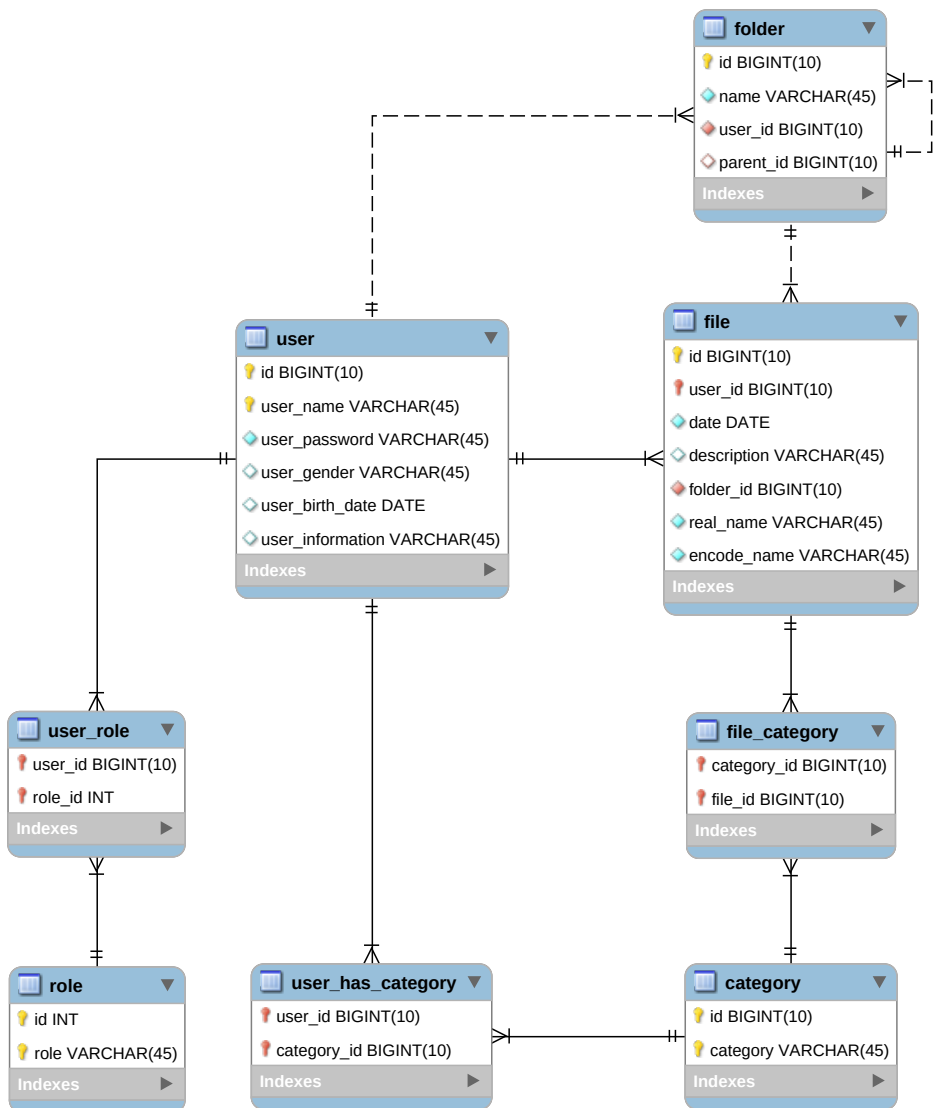 folder
id BIGINT(10)
name VARCHAR(45)
user_id BIGINT(10)
parent_id BIGINT(10)
Indexes
user
id BIGINT(10)
user_name VARCHAR(45)
user_password VARCHAR(45)
user_gender VARCHAR(45)
user_birth_date DATE
user_information VARCHAR(45)
Indexes
file
id BIGINT(10)
user_id BIGINT(10)
date DATE
description VARCHAR(45)
folder_id BIGINT(10)
real_name VARCHAR(45)
encode_name VARCHAR(45)
Indexes
user_role
user_id BIGINT(10)
role_id INT
Indexes
file_category
category_id BIGINT(10)
file_id BIGINT(10)
Indexes
role
id INT
role VARCHAR(45)
Indexes
user_has_category
user_id BIGINT(10)
category_id BIGINT(10)
Indexes
category
id BIGINT(10)
category VARCHAR(45)
Indexes